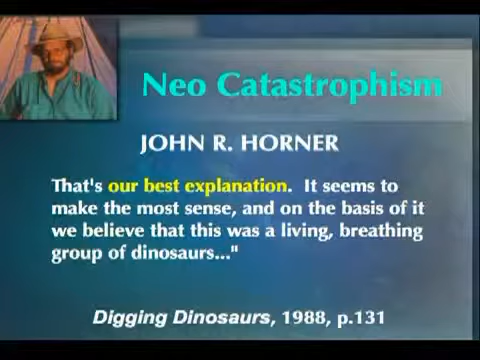 Neo Catastrophism
JOHN R. HORNER
That's our best explanation. It seems to
make the most sense, and on the basis of it
we believe that this was a living, breathing
group of dinosaurs..."
Digging Dinosaurs, 1988, p.131